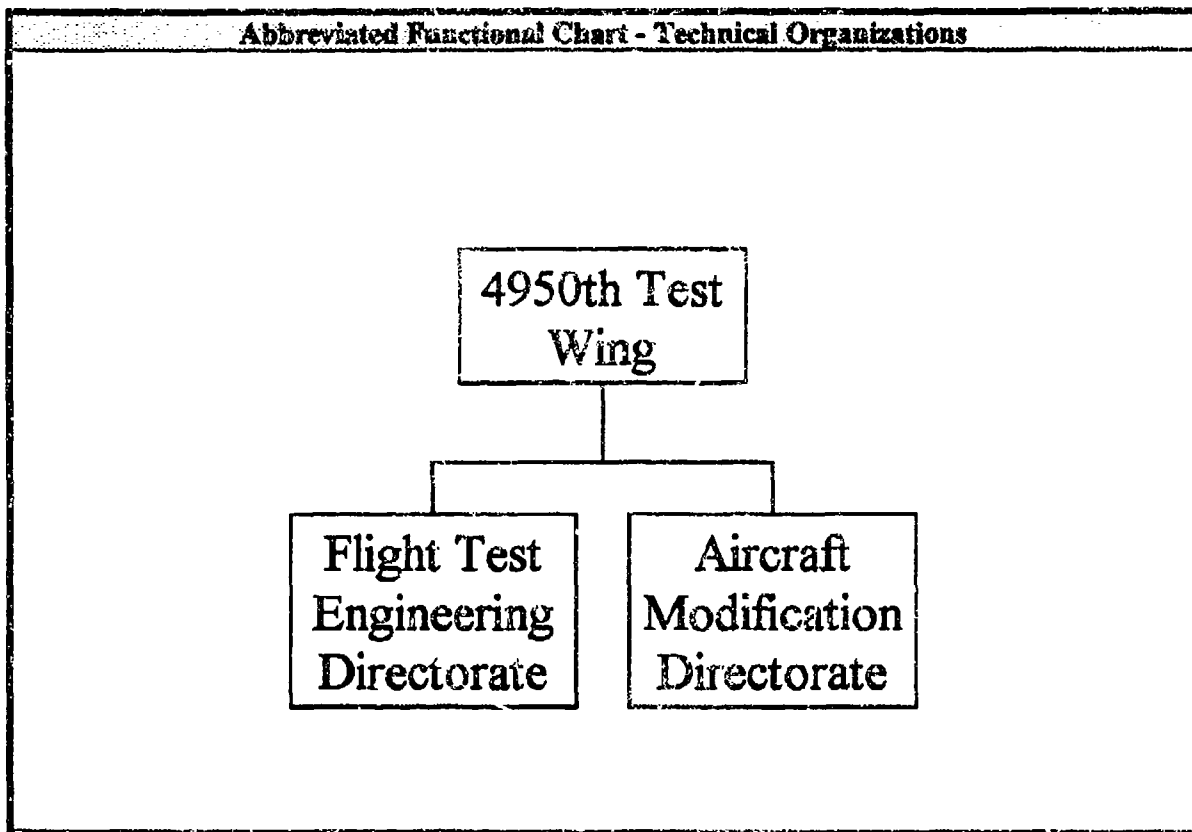 Abbreviated Functional Chart - Technical Organizations
4950th Test
Wing
Flight Test
Engineering
Directorate
Aircraft
Modification
Directorate